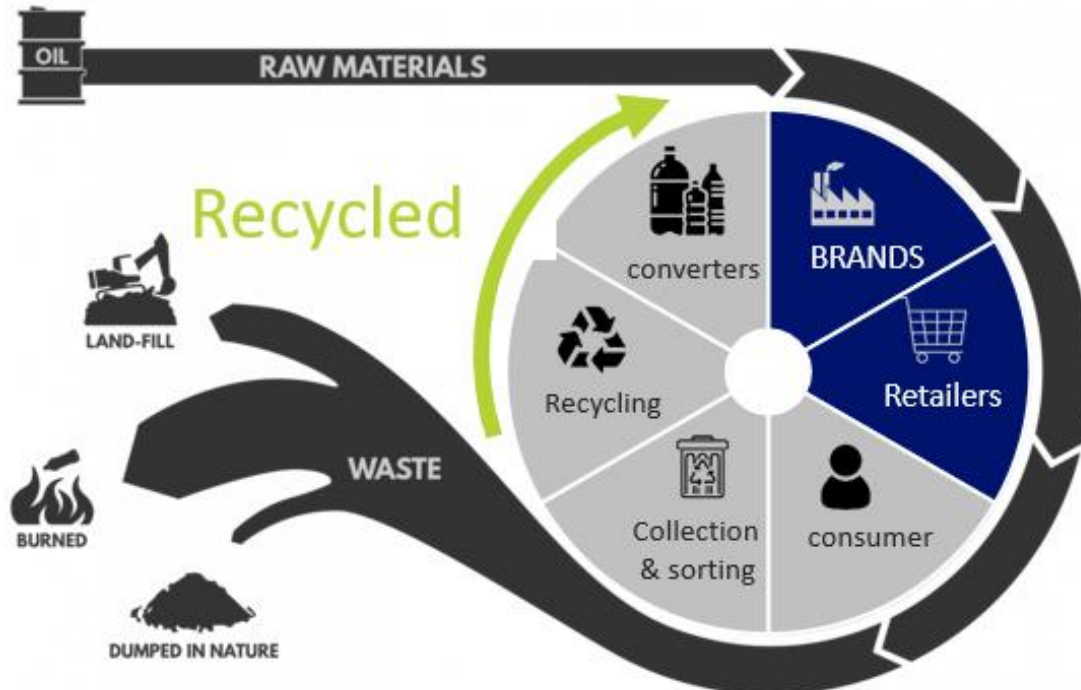 OIL
RAW MATERIALS
Recycled
converters
BRANDS
Retailers
consumer
Collection
& sorting
Recycling
WASTE
LAND-FILL
BURNED
DUMPED IN NATURE